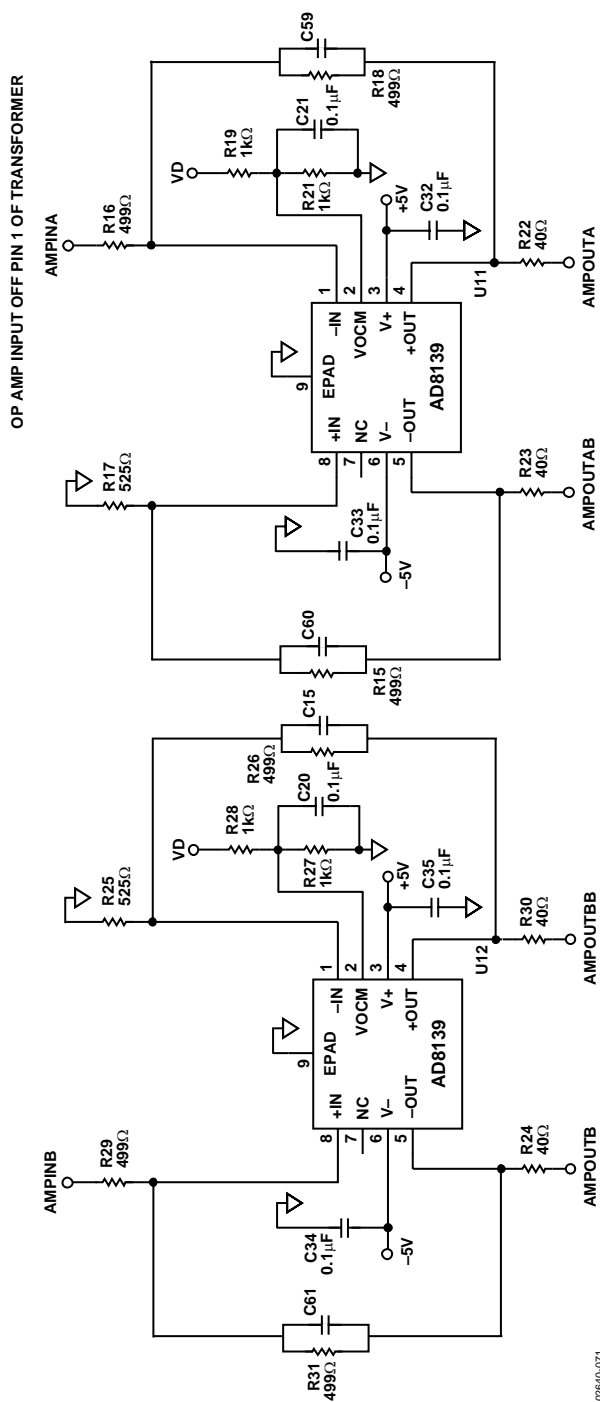 OP AMP INPUT OFF PIN 1 OF TRANSFORMER
AMPINA
R16
499Ω
VD
R19
1kΩ
R21
1kΩ
C21
0.1μF
R18
499Ω
C59
R17
525Ω
9
EPAD
–IN
1
VOCM
2
V+
3
+OUT
4
+IN
8
NC
7
V–
6
–OUT
5
AD8139
U11
+5V
C32
0.1μF
C33
0.1μF
–5V
R15
499Ω
C60
R22
40Ω
AMPOUTA
R23
40Ω
AMPOUTAB
AMPINB
R29
499Ω
R25
525Ω
VD
R28
1kΩ
R27
1kΩ
C20
0.1μF
R26
499Ω
C15
9
EPAD
–IN
1
VOCM
2
V+
3
+OUT
4
+IN
8
NC
7
V–
6
–OUT
5
AD8139
U12
+5V
C35
0.1μF
C34
0.1μF
–5V
R31
499Ω
C61
R30
40Ω
AMPOUTBB
R24
40Ω
AMPOUTB
02640-071